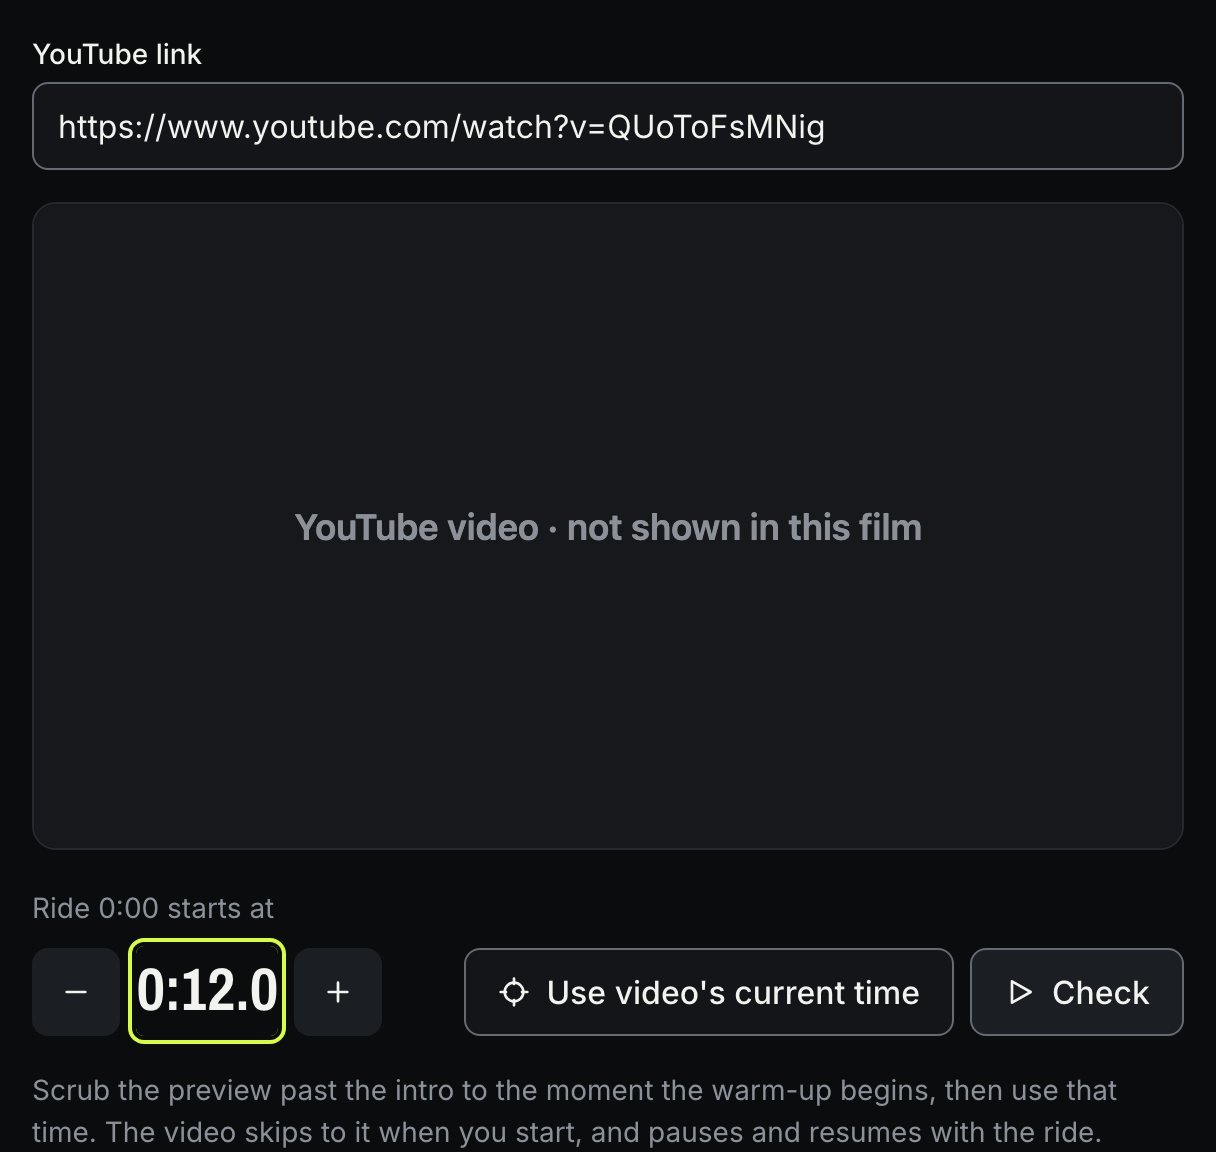 YouTube link
https://www.youtube.com/watch?v=QUoToFsMNig
YouTube video · not shown in this film
Ride 0:00 starts at
− 0:12.0 + Use video's current time Check
Scrub the preview past the intro to the moment the warm-up begins, then use that
time. The video skips to it when you start, and pauses and resumes with the ride.